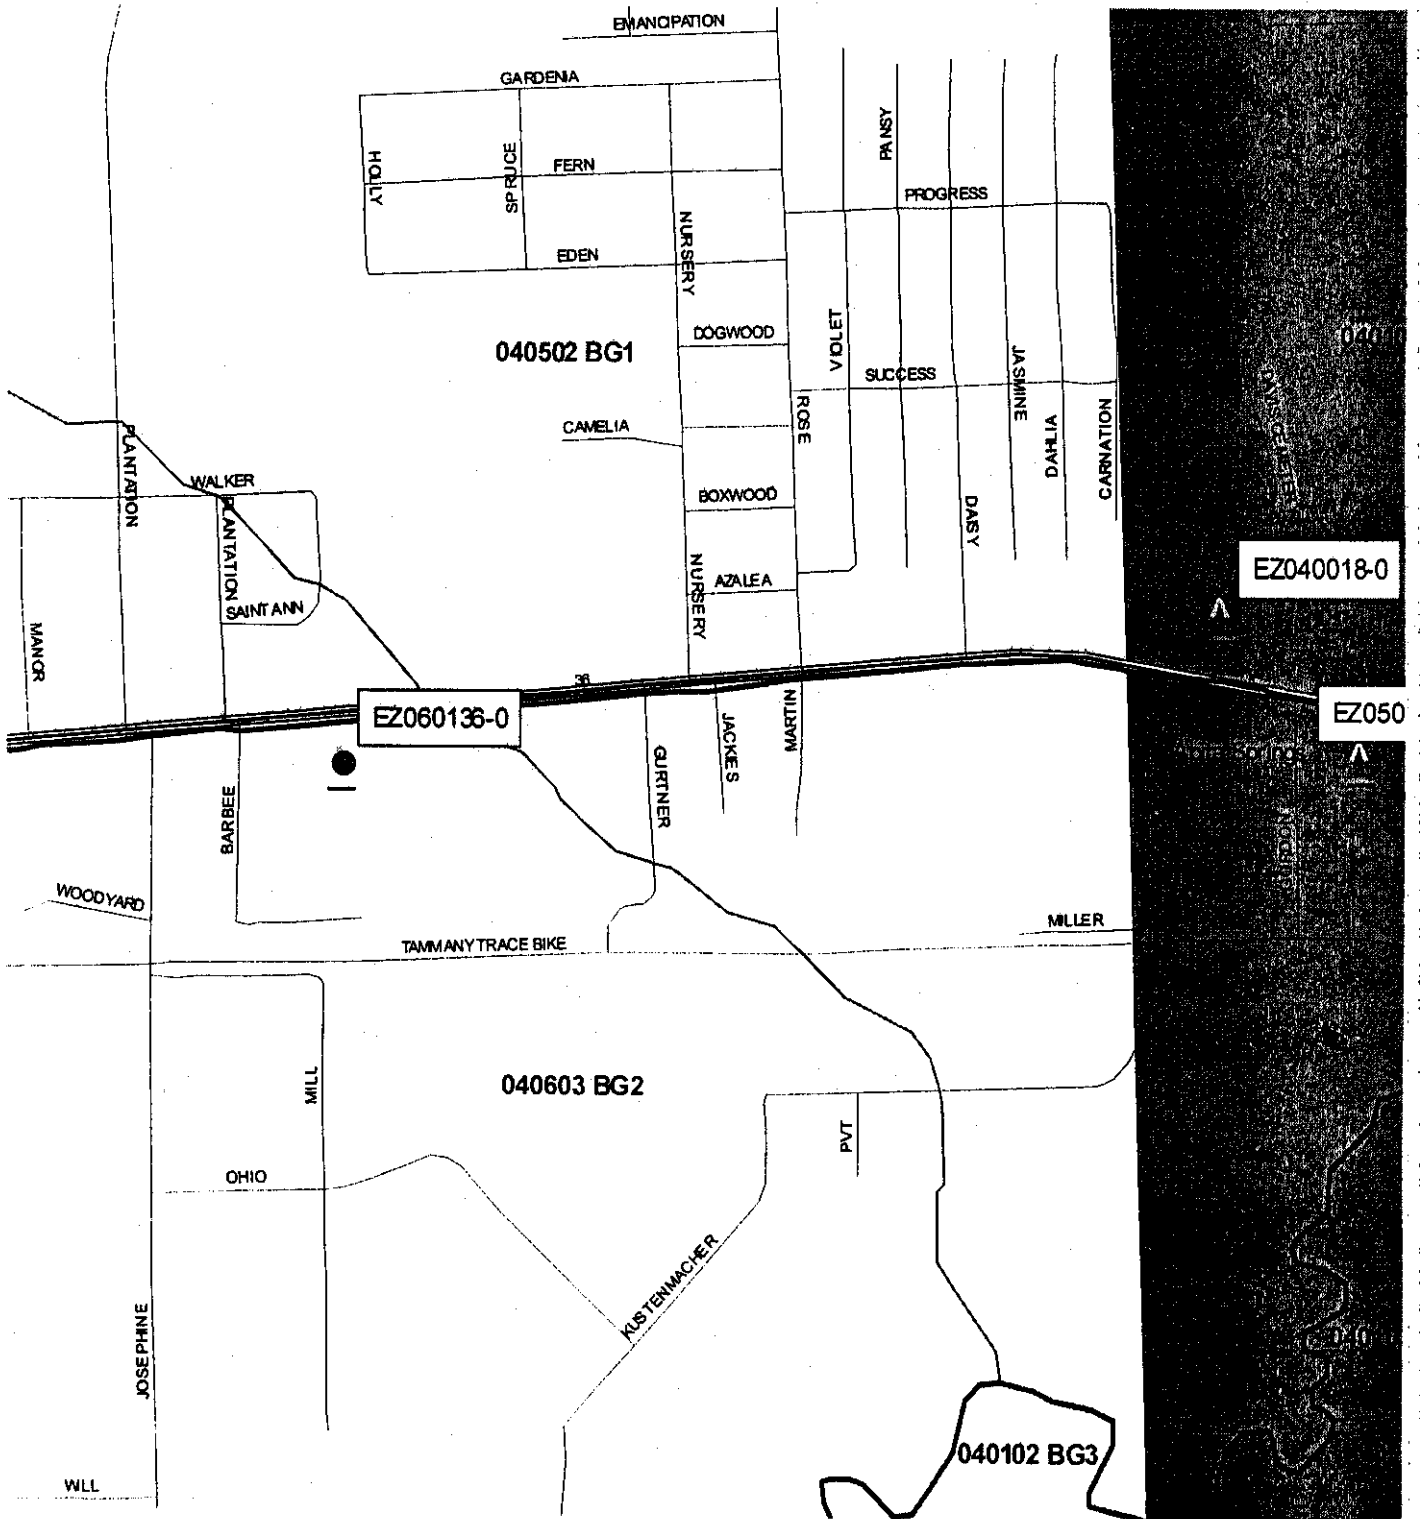 EMANCIPATION
GARDENIA
HOLLY
SPRUCE
FERN
PANSY
PROGRESS
NURSERY
EDEN
DOGWOOD
VIOLET
040502 BG1
SUCCESS
JASMINE
ROSE
CAMELIA
DAHLIA
CARNATION
PLANTATION
WALKER
BOXWOOD
DAISY
PLANTATION
NURSERY
AZALEA
EZ040018-0
SAINT ANN
MANOR
36
EZ060136-0
MARTIN
JACKIES
GURTNER
EZ050
BARBEE
WOODYARD
MILLER
TAMMANY TRACE BIKE
MILL
040603 BG2
PVT
OHIO
KUSTENMACHER
JOSEPHINE
040102 BG3
WILL